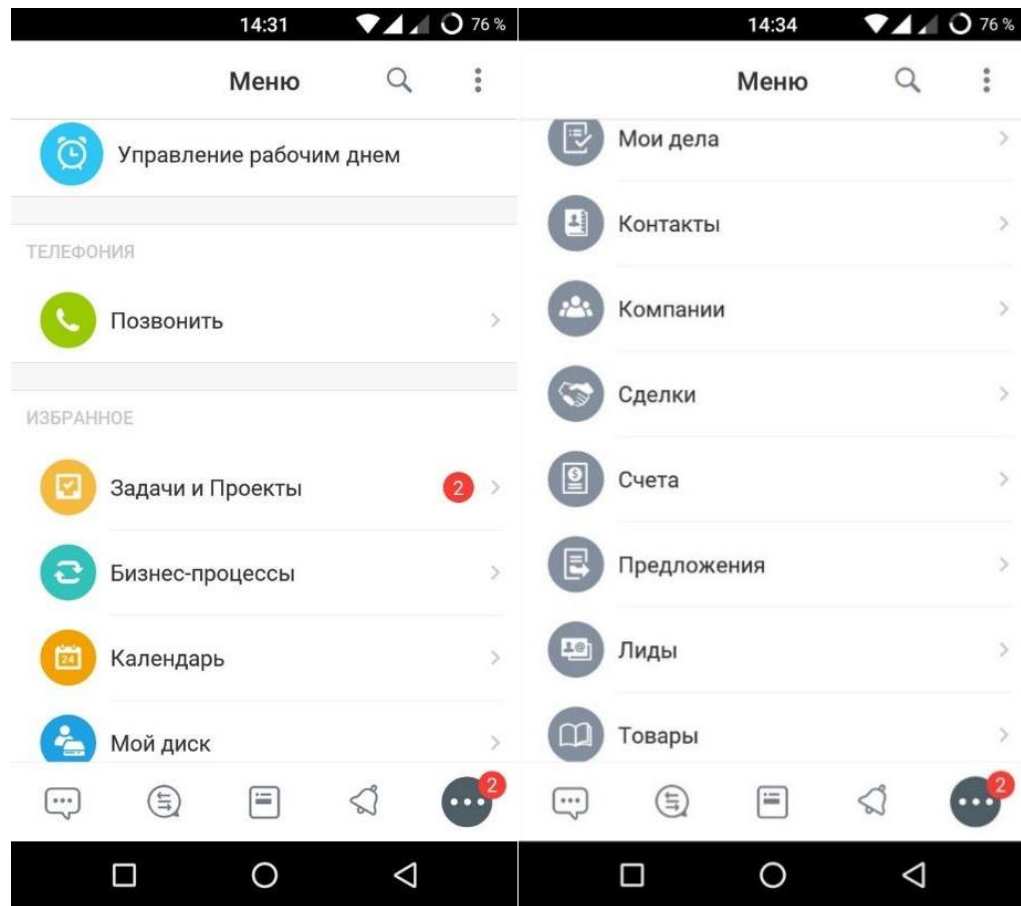 14:31
76 %
Меню
Управление рабочим днем
ТЕЛЕФОНИЯ
Позвонить
ИЗБРАННОЕ
Задачи и Проекты
2
Бизнес-процессы
24
Календарь
Мой диск
2
14:34
76 %
Меню
Мои дела
Контакты
Компании
Сделки
Счета
Предложения
Лиды
Товары
2